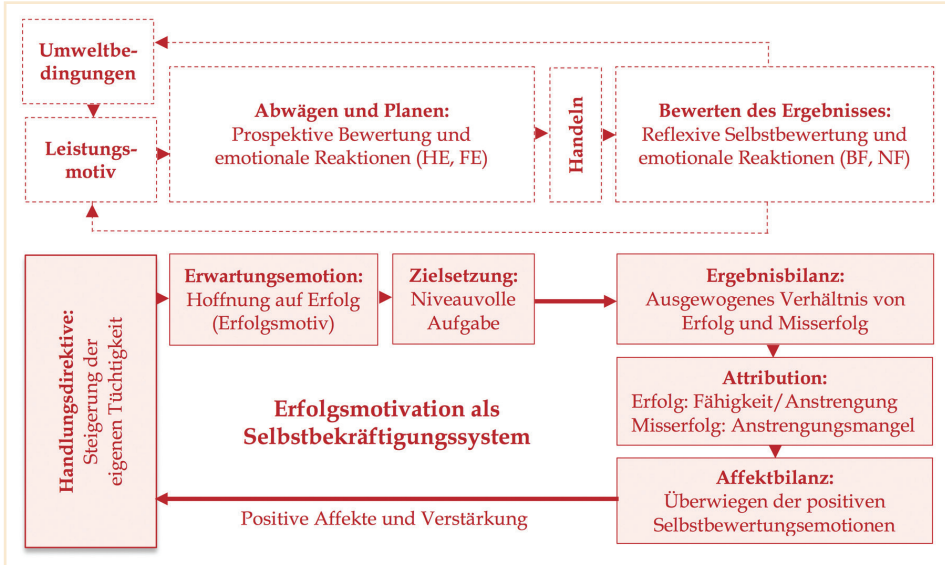 Umweltbe-
dingungen
Leistungs-
motiv
Abwägen und Planen:
Prospektive Bewertung und
emotionale Reaktionen (HE, FE)
Handeln
Bewerten des Ergebnisses:
Reflexive Selbstbewertung und
emotionale Reaktionen (BF, NF)
Handlungsdirektive:
Steigerung der
eigenen Tüchtigkeit
Erwartungsemotion:
Hoffnung auf Erfolg
(Erfolgsmotiv)
Zielsetzung:
Niveauvolle
Aufgabe
Ergebnisbilanz:
Ausgewogenes Verhältnis von
Erfolg und Misserfolg
Attribution:
Erfolg: Fähigkeit/Anstrengung
Misserfolg: Anstrengungsmangel
Erfolgsmotivation als
Selbstbekräftigungssystem
Affektbilanz:
Überwiegen der positiven
Selbstbewertungsemotionen
Positive Affekte und Verstärkung